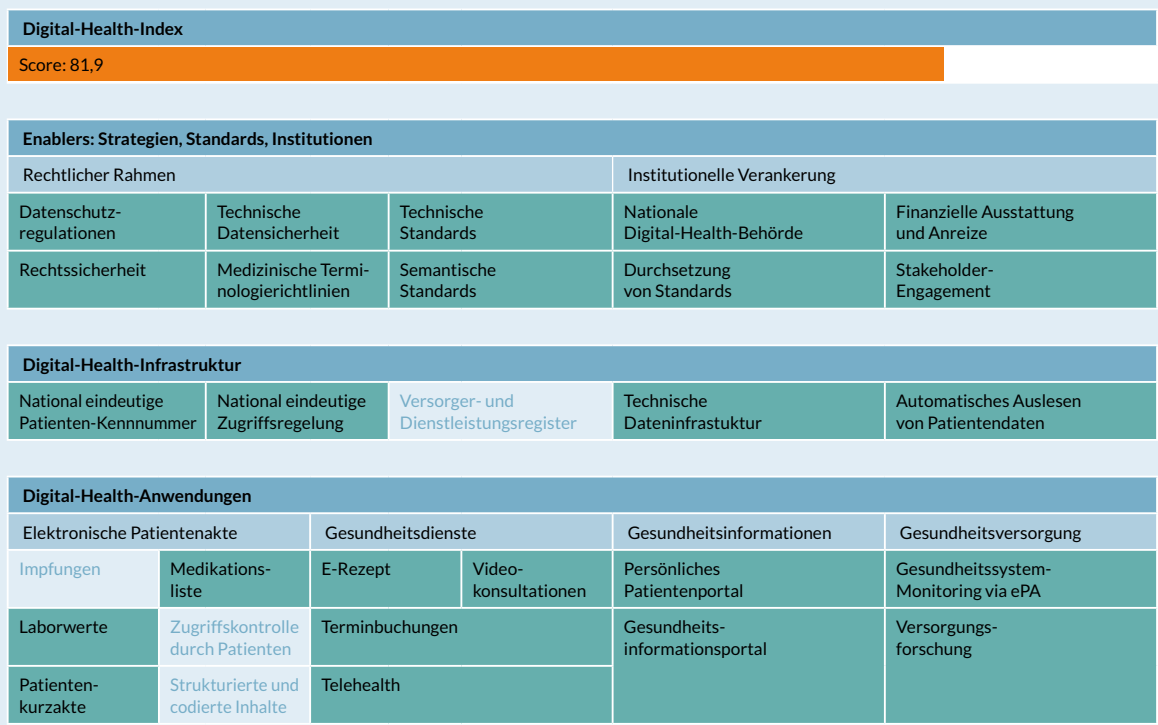 Digital-Health-Index
Score: 81,9
Enablers: Strategien, Standards, Institutionen
Rechtlicher Rahmen
Institutionelle Verankerung
Datenschutz-
regulationen
Technische
Datensicherheit
Technische
Standards
Nationale
Digital-Health-Behörde
Finanzielle Ausstattung
und Anreize
Rechtssicherheit
Medizinische Termi-
nologierichtlinien
Semantische
Standards
Durchsetzung
von Standards
Stakeholder-
Engagement
Digital-Health-Infrastruktur
National eindeutige
Patienten-Kennnummer
National eindeutige
Zugriffsregelung
Versorger- und
Dienstleistungsregister
Technische
Dateninfrastuktur
Automatisches Auslesen
von Patientendaten
Digital-Health-Anwendungen
Elektronische Patientenakte
Gesundheitsdienste
Gesundheitsinformationen
Gesundheitsversorgung
Impfungen
Medikations-
liste
E-Rezept
Video-
konsultationen
Persönliches
Patientenportal
Gesundheitssystem-
Monitoring via ePA
Laborwerte
Zugriffskontrolle
durch Patienten
Terminbuchungen
Gesundheits-
informationsportal
Versorgungs-
forschung
Patienten-
kurzakte
Strukturierte und
codierte Inhalte
Telehealth